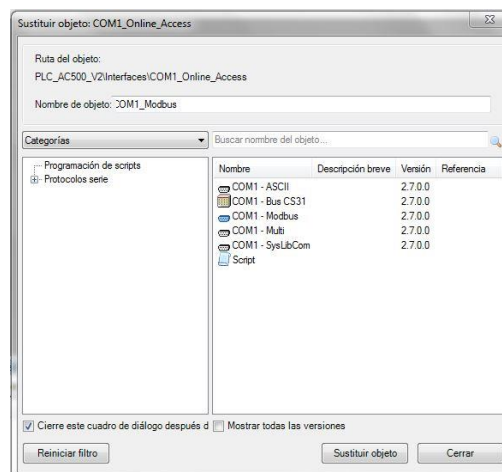 Sustituir objeto: COM1_Online_Access
Ruta del objeto:
PLC_AC500_V2\Interfaces\COM1_Online_Access
Nombre de objeto: COM1_Modbus
Categorías
Buscar nombre del objeto...
Programación de scripts
Protocolos serie
Nombre Descripción breve Versión Referencia
COM1 - ASCII 2.7.0.0
COM1 - Bus CS31 2.7.0.0
COM1 - Modbus 2.7.0.0
COM1 - Multi 2.7.0.0
COM1 - SysLibCom 2.7.0.0
Script
Cierre este cuadro de diálogo después d
Mostrar todas las versiones
Reiniciar filtro
Sustituir objeto
Cerrar